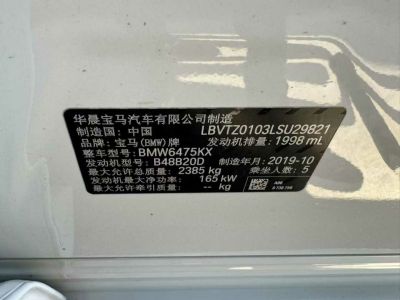 华晨宝马汽车有限公司制造
制造国：中国 LBVTZ0103LSU29821
品牌：宝马(BMW)牌 发动机排量：1998 mL
整车型号：BMW6475KX
发动机型号：B48B20D 制造年月：2019-10
最大允许总质量：2385 kg 乘坐人数：5
发动机最大净功率：165 kW
最大允许牵引质量：-- kg